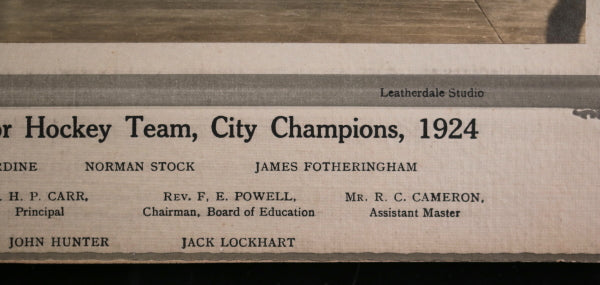 Leatherdale Studio
or Hockey Team, City Champions, 1924
RDINE NORMAN STOCK JAMES FOTHERINGHAM
. H. P. CARR, REV. F. E. POWELL, MR. R. C. CAMERON,
Principal Chairman, Board of Education Assistant Master
JOHN HUNTER JACK LOCKHART